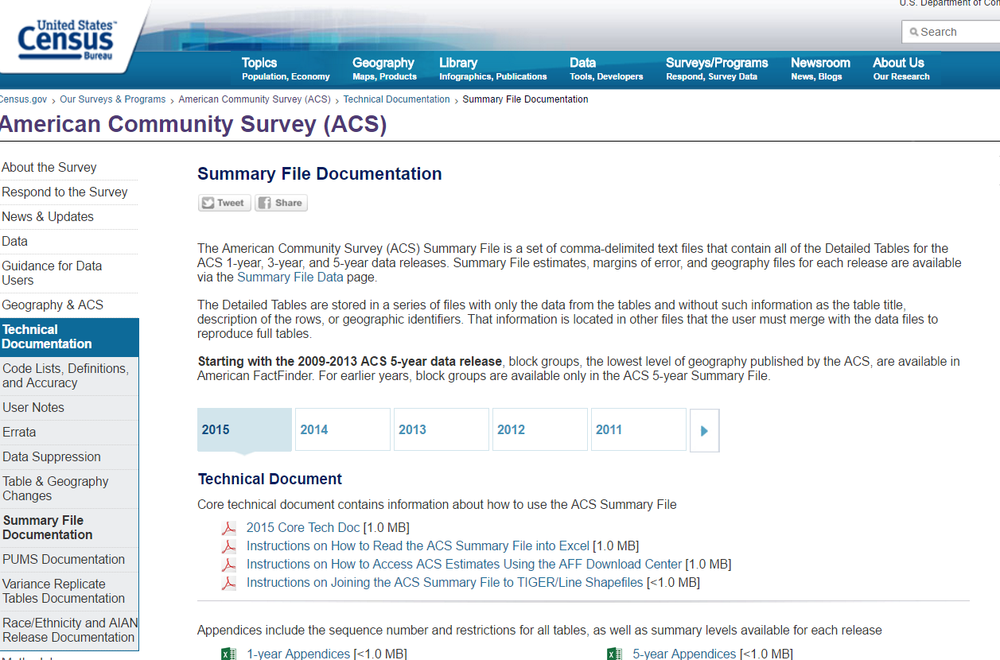 U.S. Department of Com
United States™
Census
Bureau
Search
Topics
Population, Economy
Geography
Maps, Products
Library
Infographics, Publications
Data
Tools, Developers
Surveys/Programs
Respond, Survey Data
Newsroom
News, Blogs
About Us
Our Research
Census.gov › Our Surveys & Programs › American Community Survey (ACS) › Technical Documentation › Summary File Documentation
American Community Survey (ACS)
About the Survey
Respond to the Survey
News & Updates
Data
Guidance for Data
Users
Geography & ACS
Technical
Documentation
Code Lists, Definitions,
and Accuracy
User Notes
Errata
Data Suppression
Table & Geography
Changes
Summary File
Documentation
PUMS Documentation
Variance Replicate
Tables Documentation
Race/Ethnicity and AIAN
Release Documentation
Summary File Documentation
Tweet
Share
The American Community Survey (ACS) Summary File is a set of comma-delimited text files that contain all of the Detailed Tables for the
ACS 1-year, 3-year, and 5-year data releases. Summary File estimates, margins of error, and geography files for each release are available
via the Summary File Data page.
The Detailed Tables are stored in a series of files with only the data from the tables and without such information as the table title,
description of the rows, or geographic identifiers. That information is located in other files that the user must merge with the data files to
reproduce full tables.
Starting with the 2009-2013 ACS 5-year data release, block groups, the lowest level of geography published by the ACS, are available in
American FactFinder. For earlier years, block groups are available only in the ACS 5-year Summary File.
2015
2014
2013
2012
2011
Technical Document
Core technical document contains information about how to use the ACS Summary File
2015 Core Tech Doc [1.0 MB]
Instructions on How to Read the ACS Summary File into Excel [1.0 MB]
Instructions on How to Access ACS Estimates Using the AFF Download Center [1.0 MB]
Instructions on Joining the ACS Summary File to TIGER/Line Shapefiles [<1.0 MB]
Appendices include the sequence number and restrictions for all tables, as well as summary levels available for each release
1-year Appendices [<1.0 MB]
5-year Appendices [<1.0 MB]